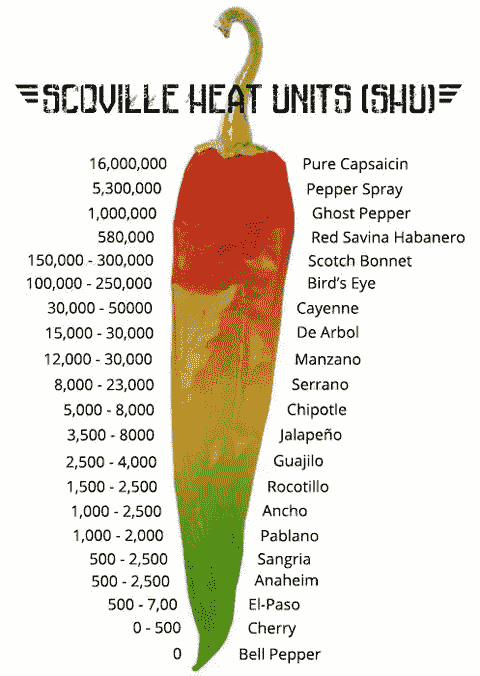 SCOVILLE HEAT UNITS (SHU)
16,000,000 Pure Capsaicin
5,300,000 Pepper Spray
1,000,000 Ghost Pepper
580,000 Red Savina Habanero
150,000 - 300,000 Scotch Bonnet
100,000 - 250,000 Bird's Eye
30,000 - 50000 Cayenne
15,000 - 30,000 De Arbol
12,000 - 30,000 Manzano
8,000 - 23,000 Serrano
5,000 - 8,000 Chipotle
3,500 - 8000 Jalapeño
2,500 - 4,000 Guajilo
1,500 - 2,500 Rocotillo
1,000 - 2,500 Ancho
1,000 - 2,000 Pablano
500 - 2,500 Sangria
500 - 2,500 Anaheim
500 - 7,00 El-Paso
0 - 500 Cherry
0 Bell Pepper